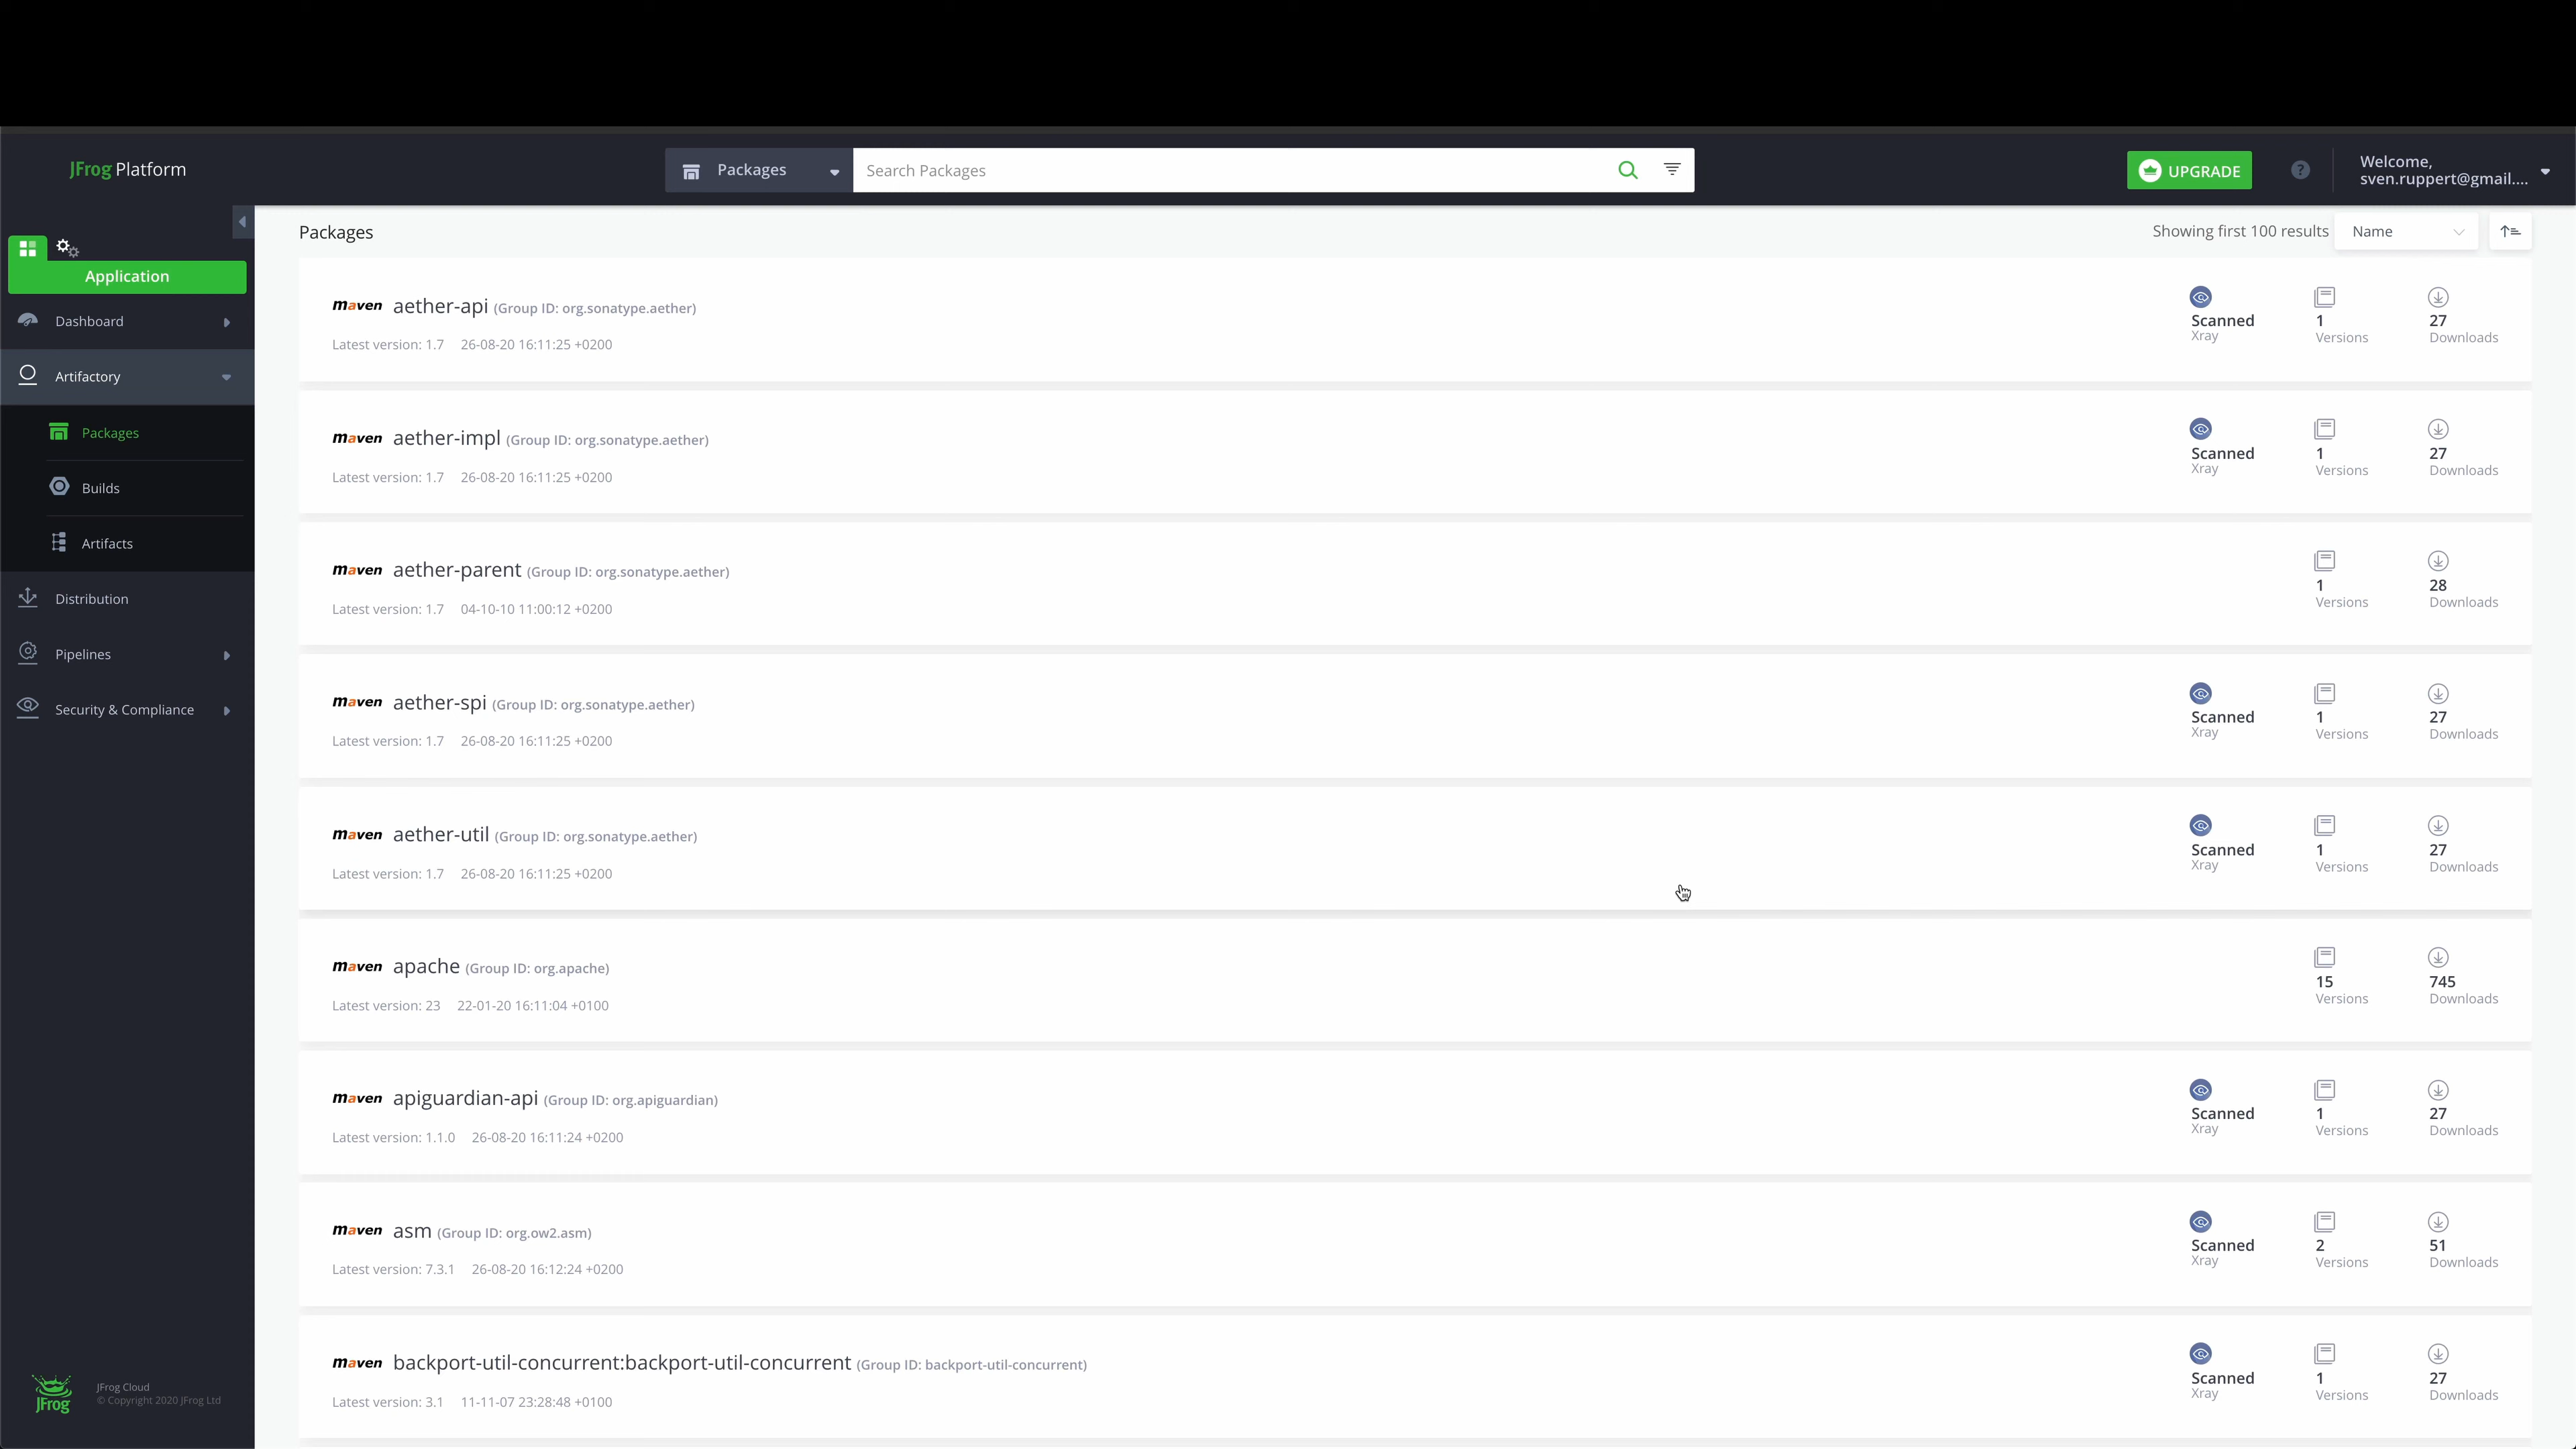 JFrog Platform
Packages
Search Packages
UPGRADE
?
Welcome,
sven.ruppert@gmail....
Application
Dashboard
Artifactory
Packages
Builds
Artifacts
Distribution
Pipelines
Security & Compliance
JFrog
JFrog Cloud
© Copyright 2020 JFrog Ltd
Packages
Showing first 100 results
Name
maven aether-api (Group ID: org.sonatype.aether)
Latest version: 1.7 26-08-20 16:11:25 +0200
Scanned
Xray
1
Versions
27
Downloads
maven aether-impl (Group ID: org.sonatype.aether)
Latest version: 1.7 26-08-20 16:11:25 +0200
Scanned
Xray
1
Versions
27
Downloads
maven aether-parent (Group ID: org.sonatype.aether)
Latest version: 1.7 04-10-10 11:00:12 +0200
1
Versions
28
Downloads
maven aether-spi (Group ID: org.sonatype.aether)
Latest version: 1.7 26-08-20 16:11:25 +0200
Scanned
Xray
1
Versions
27
Downloads
maven aether-util (Group ID: org.sonatype.aether)
Latest version: 1.7 26-08-20 16:11:25 +0200
Scanned
Xray
1
Versions
27
Downloads
maven apache (Group ID: org.apache)
Latest version: 23 22-01-20 16:11:04 +0100
15
Versions
745
Downloads
maven apiguardian-api (Group ID: org.apiguardian)
Latest version: 1.1.0 26-08-20 16:11:24 +0200
Scanned
Xray
1
Versions
27
Downloads
maven asm (Group ID: org.ow2.asm)
Latest version: 7.3.1 26-08-20 16:12:24 +0200
Scanned
Xray
2
Versions
51
Downloads
maven backport-util-concurrent:backport-util-concurrent (Group ID: backport-util-concurrent)
Latest version: 3.1 11-11-07 23:28:48 +0100
Scanned
Xray
1
Versions
27
Downloads